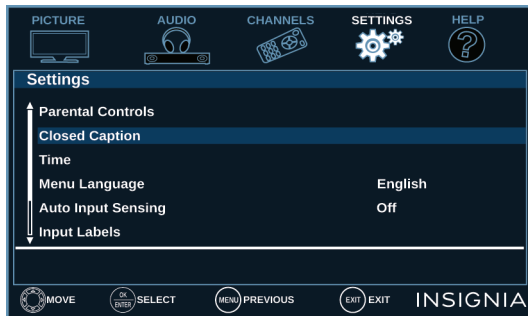 PICTURE AUDIO CHANNELS SETTINGS HELP
Settings
Parental Controls
Closed Caption
Time
Menu Language English
Auto Input Sensing Off
Input Labels
MOVE OK ENTER SELECT MENU PREVIOUS EXIT EXIT INSIGNIA